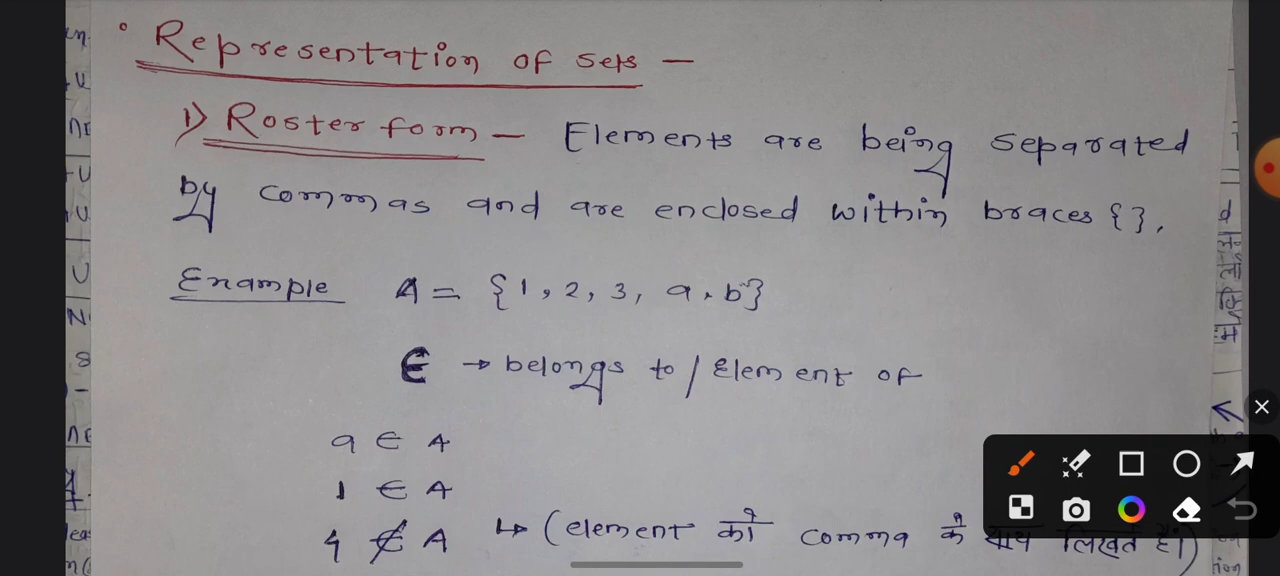 • Representation of Sets —
1) Roster form — Elements are being separated
by commas and are enclosed within braces { }.
Example A = {1, 2, 3, a, b}
∈ → belongs to / Element of
a ∈ A
1 ∈ A
4 ∉ A ↳ (element को comma के साथ लिखते हैं।)